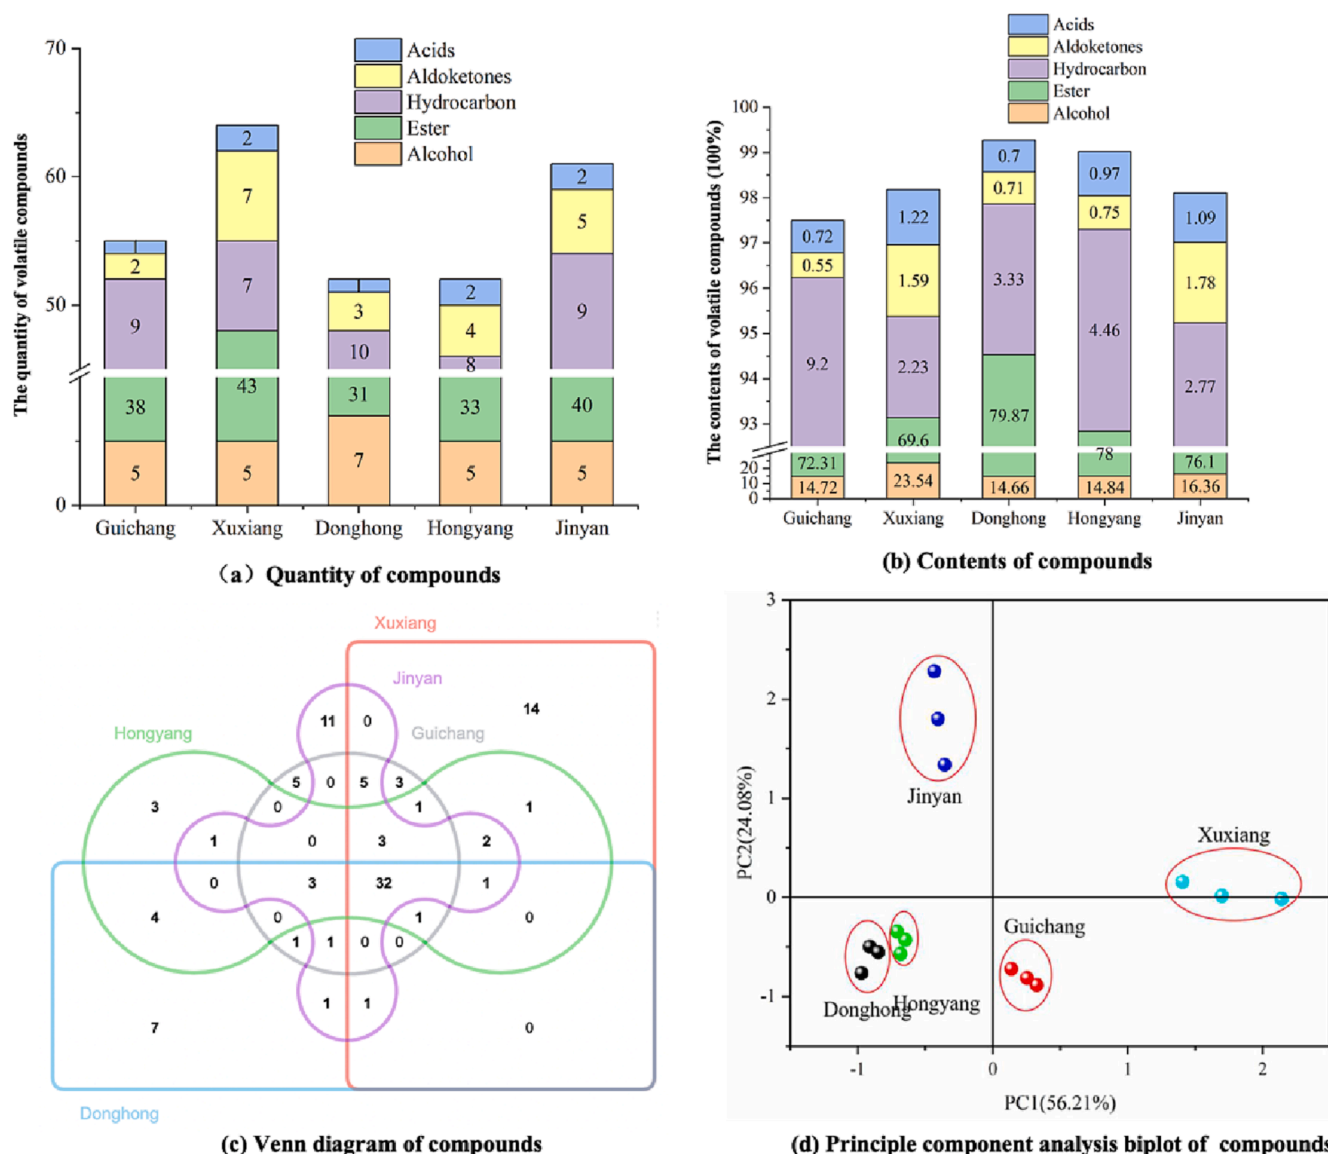 Acids
Aldoketones
Hydrocarbon
Ester
Alcohol
The quantity of volatile compounds
70
60
50
0
2
9
38
5
2
7
7
43
5
3
10
31
7
2
4
8
33
5
2
5
9
40
5
Guichang Xuxiang Donghong Hongyang Jinyan
（a）Quantity of compounds
Acids
Aldoketones
Hydrocarbon
Ester
Alcohol
The contents of volatile compounds (100%)
100
99
98
97
96
95
94
93
20
10
0
0.72
0.55
9.2
72.31
14.72
1.22
1.59
2.23
69.6
23.54
0.7
0.71
3.33
79.87
14.66
0.97
0.75
4.46
78
14.84
1.09
1.78
2.77
76.1
16.36
Guichang Xuxiang Donghong Hongyang Jinyan
(b) Contents of compounds
Xuxiang
Jinyan
Hongyang
Guichang
Donghong
11 0 14
5 0 5 3
3 0 1 1
1 0 3 2
0 3 32 1
4 0 1 0
1 1 0 0
1 1
7 0
(c) Venn diagram of compounds
PC2(24.08%)
3
2
1
0
-1
Jinyan
Xuxiang
Guichang
Donghong
Hongyang
-1 0 1 2
PC1(56.21%)
(d) Principle component analysis biplot of compounds